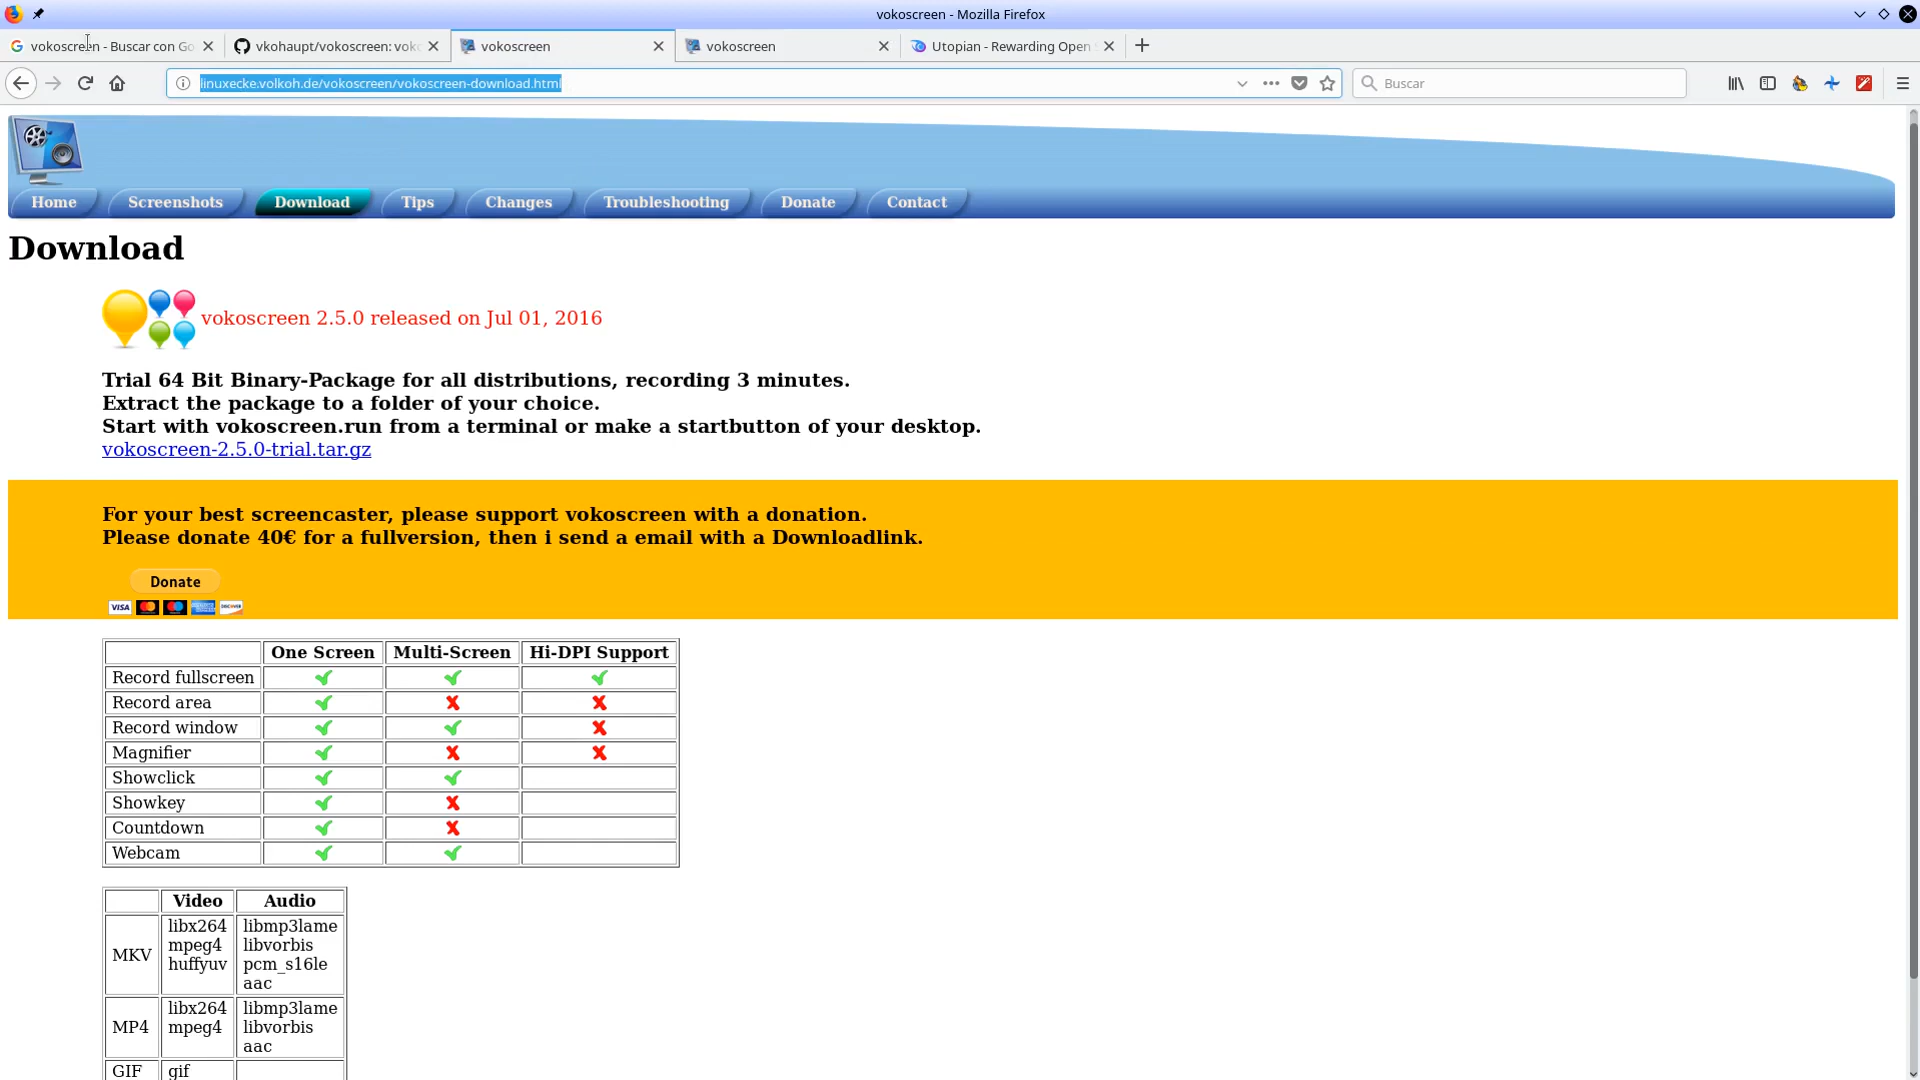 vokoscreen - Mozilla Firefox
vokoscreen - Buscar con Go
vkohaupt/vokoscreen: voko
vokoscreen
vokoscreen
Utopian - Rewarding Open S
linuxecke.volkoh.de/vokoscreen/vokoscreen-download.html
Buscar
Home
Screenshots
Download
Tips
Changes
Troubleshooting
Donate
Contact
Download
vokoscreen 2.5.0 released on Jul 01, 2016
Trial 64 Bit Binary-Package for all distributions, recording 3 minutes.
Extract the package to a folder of your choice.
Start with vokoscreen.run from a terminal or make a startbutton of your desktop.
vokoscreen-2.5.0-trial.tar.gz
For your best screencaster, please support vokoscreen with a donation.
Please donate 40€ for a fullversion, then i send a email with a Downloadlink.
Donate
VISA
DISCOVER
One Screen Multi-Screen Hi-DPI Support
Record fullscreen
Record area
Record window
Magnifier
Showclick
Showkey
Countdown
Webcam
Video Audio
MKV
libx264
mpeg4
huffyuv
libmp3lame
libvorbis
pcm_s16le
aac
MP4
libx264
mpeg4
libmp3lame
libvorbis
aac
GIF gif